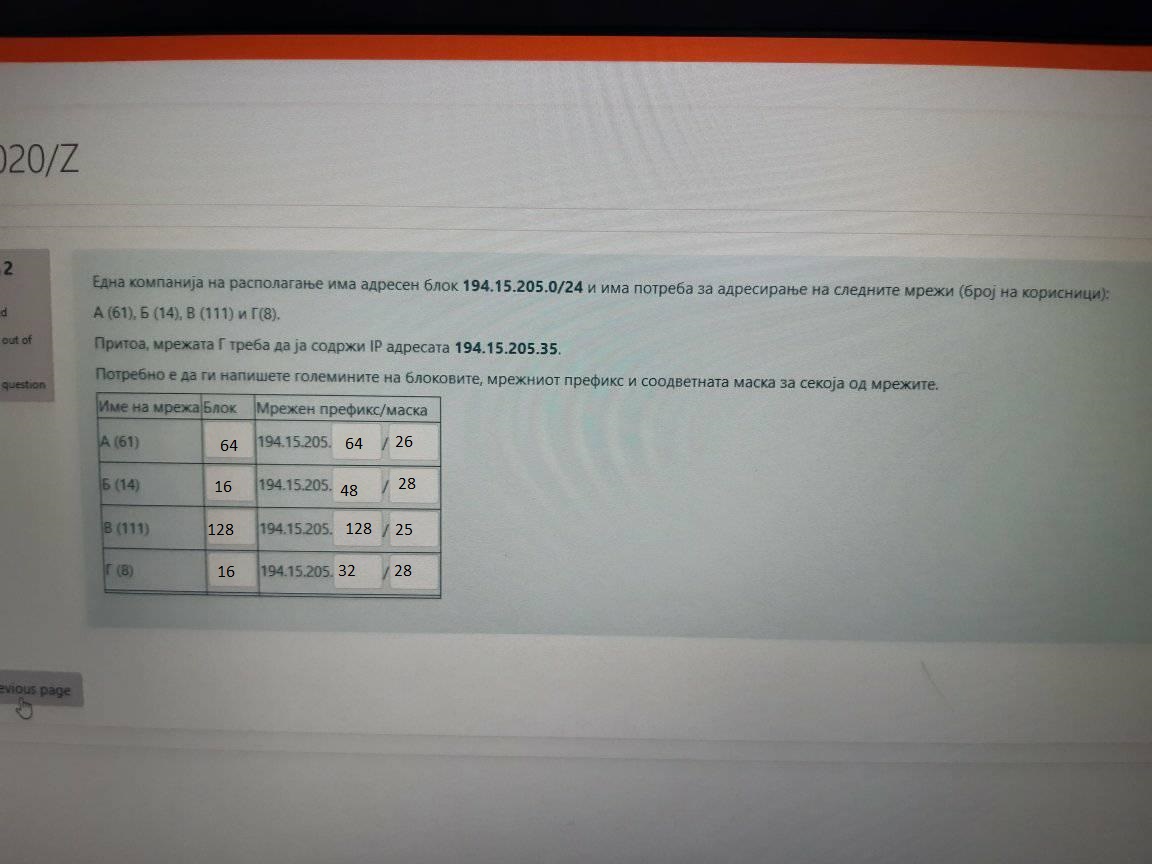 020/Z
2
d
out of
question
Една компанија на располагање има адресен блок 194.15.205.0/24 и има потреба за адресирање на следните мрежи (број на корисници):
А (61), Б (14), В (111) и Г(8).
Притоа, мрежата Г треба да ја содржи IP адресата 194.15.205.35.
Потребно е да ги напишете големините на блоковите, мрежниот префикс и соодветната маска за секоја од мрежите.
Име на мрежа Блок Мрежен префикс/маска
А (61) 64 194.15.205. 64 / 26
Б (14) 16 194.15.205. 48 / 28
В (111) 128 194.15.205. 128 / 25
Г (8) 16 194.15.205. 32 / 28
evious page